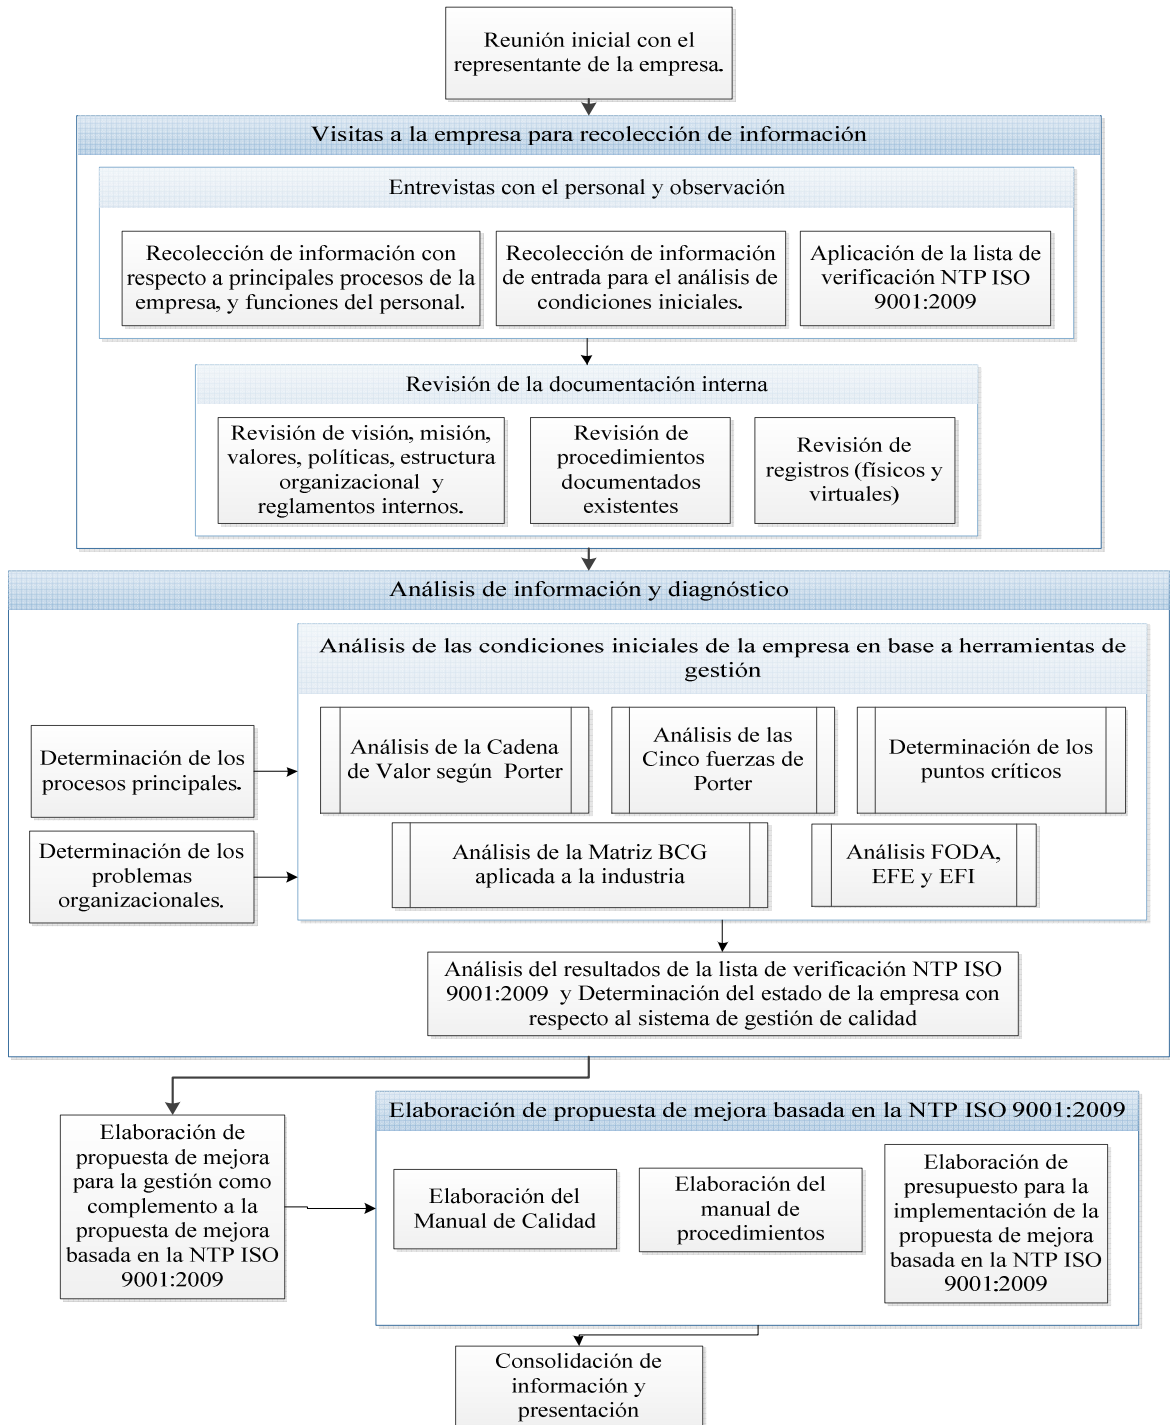 Reunión inicial con el
representante de la empresa.
Visitas a la empresa para recolección de información
Entrevistas con el personal y observación
Recolección de información con
respecto a principales procesos de la
empresa, y funciones del personal.
Recolección de información
de entrada para el análisis de
condiciones iniciales.
Aplicación de la lista de
verificación NTP ISO
9001:2009
Revisión de la documentación interna
Revisión de visión, misión,
valores, políticas, estructura
organizacional y
reglamentos internos.
Revisión de
procedimientos
documentados
existentes
Revisión de
registros (físicos y
virtuales)
Análisis de información y diagnóstico
Análisis de las condiciones iniciales de la empresa en base a herramientas de
gestión
Determinación de los
procesos principales.
Análisis de la Cadena
de Valor según Porter
Análisis de las
Cinco fuerzas de
Porter
Determinación de los
puntos críticos
Determinación de los
problemas
organizacionales.
Análisis de la Matriz BCG
aplicada a la industria
Análisis FODA,
EFE y EFI
Análisis del resultados de la lista de verificación NTP ISO
9001:2009 y Determinación del estado de la empresa con
respecto al sistema de gestión de calidad
Elaboración de
propuesta de mejora
para la gestión como
complemento a la
propuesta de mejora
basada en la NTP ISO
9001:2009
Elaboración de propuesta de mejora basada en la NTP ISO 9001:2009
Elaboración del
Manual de Calidad
Elaboración del
manual de
procedimientos
Elaboración de
presupuesto para la
implementación de la
propuesta de mejora
basada en la NTP ISO
9001:2009
Consolidación de
información y
presentación